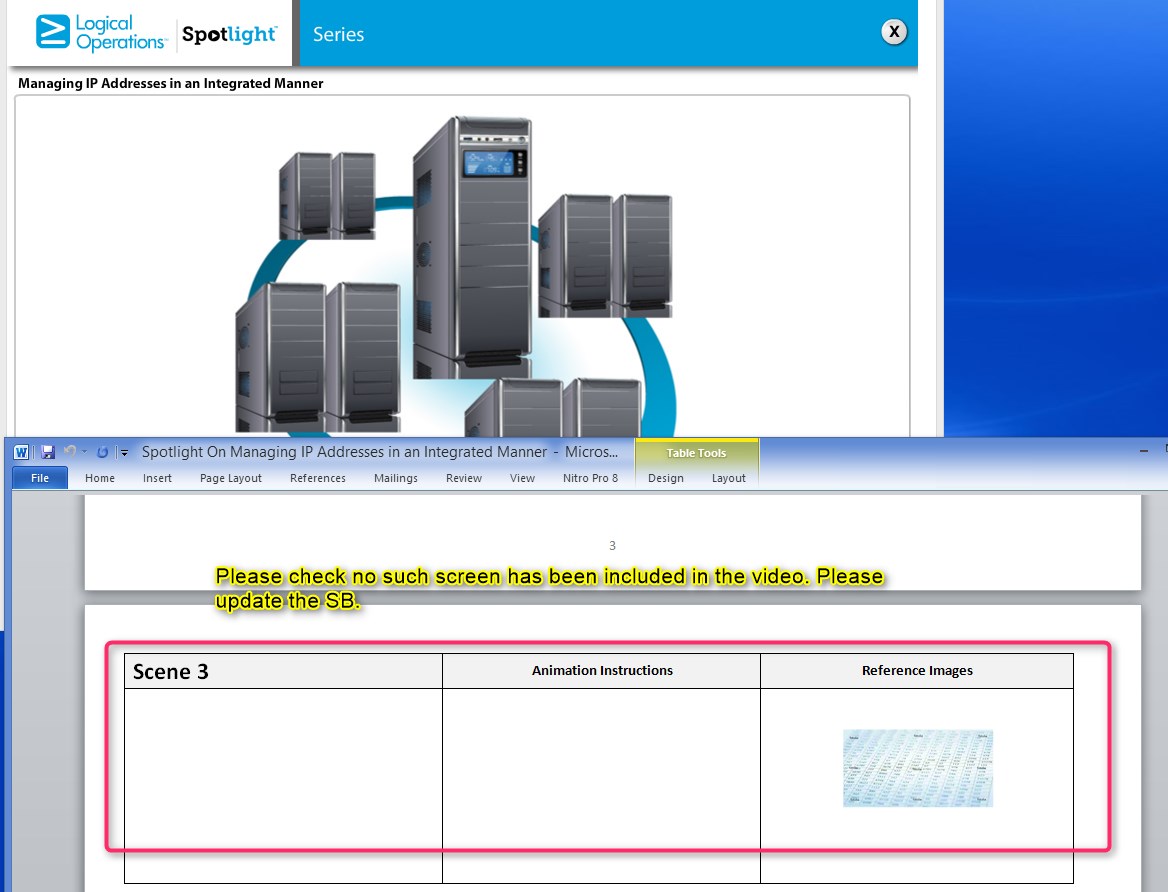 Logical
Operations™
Spotlight™
Series
X
Managing IP Addresses in an Integrated Manner
W
Spotlight On Managing IP Addresses in an Integrated Manner - Micros...
Table Tools
File
Home
Insert
Page Layout
References
Mailings
Review
View
Nitro Pro 8
Design
Layout
3
Please check no such screen has been included in the video. Please
update the SB.
Scene 3
Animation Instructions
Reference Images